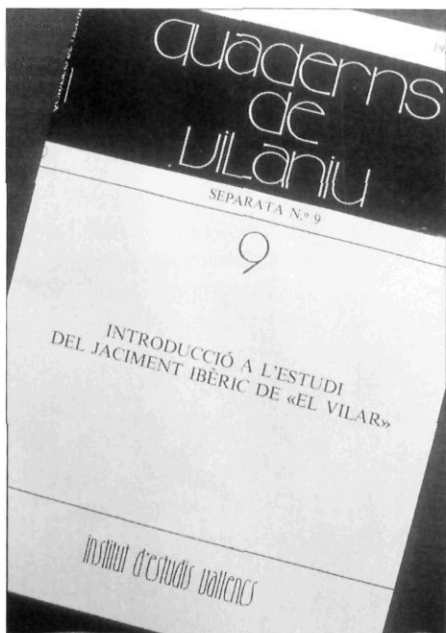 quaderns
de
vilaniu
SEPARATA N.º 9
9
INTRODUCCIÓ A L'ESTUDI
DEL JACIMENT IBÈRIC DE «EL VILAR»
institut d'estudis vallencs